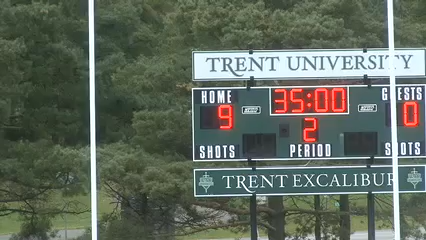 TRENT UNIVERSITY
HOME 35:00 GUESTS
9 2 0
SHOTS PERIOD SHOTS
TRENT EXCALIBUR